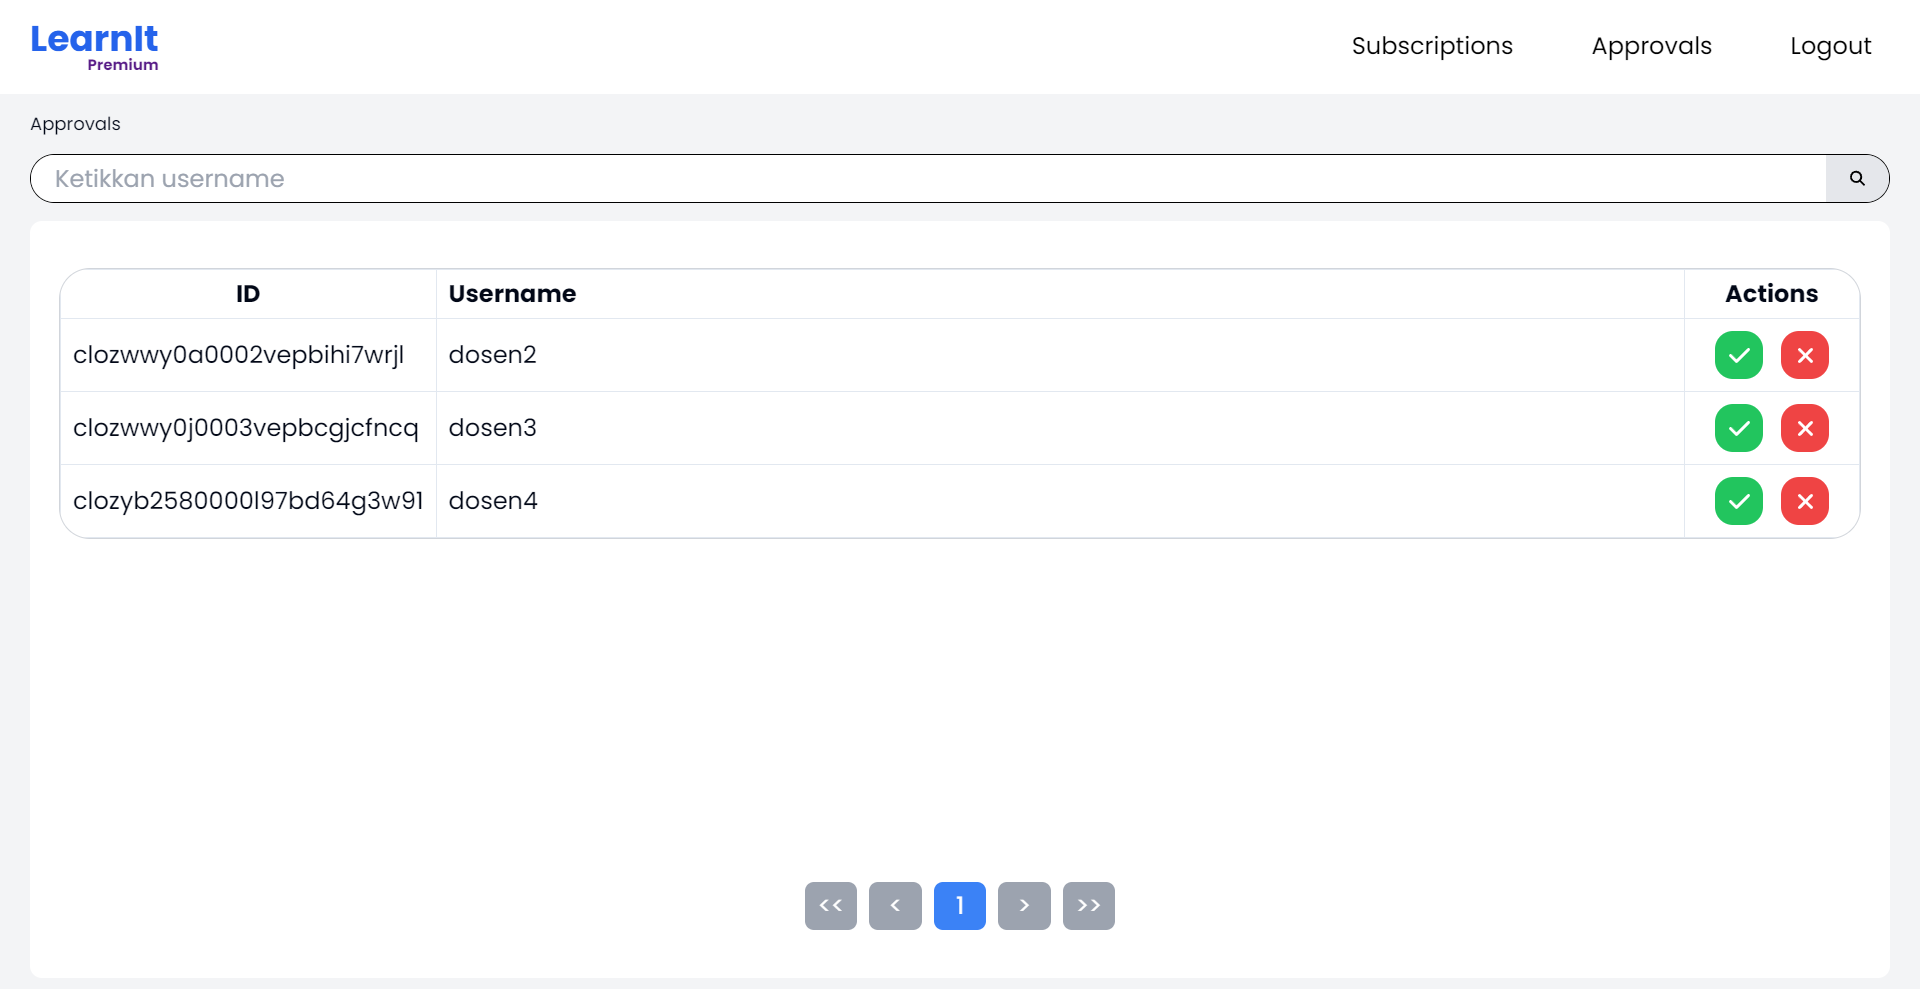 LearnIt
Premium
Subscriptions Approvals Logout
Approvals
Ketikkan username
ID Username Actions
clozwwy0a0002vepbihi7wrjl dosen2
clozwwy0j0003vepbcgjcfncq dosen3
clozyb2580000l97bd64g3w91 dosen4
<< < 1 > >>